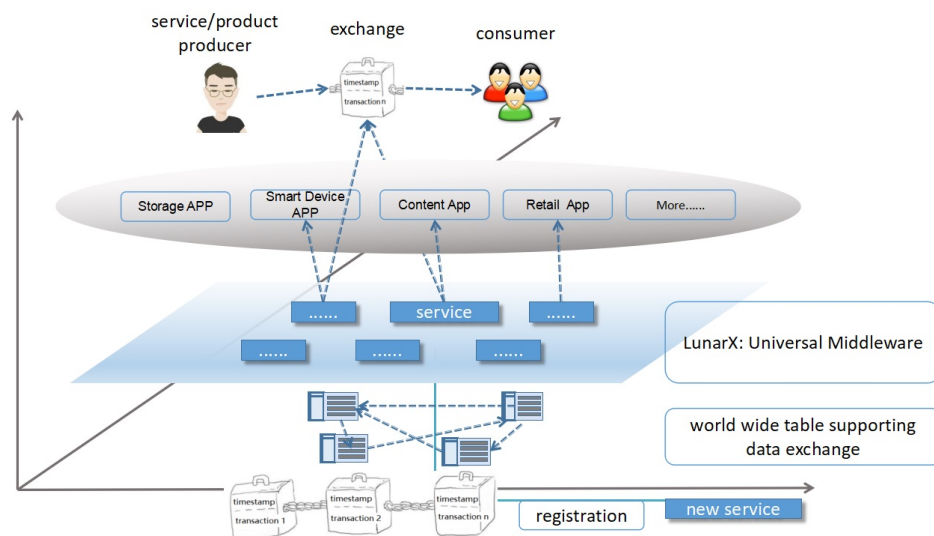 service/product
producer
exchange
consumer
timestamp
transaction n
Storage APP
Smart Device
APP
Content App
Retail App
More......
......
service
......
......
......
......
LunarX: Universal Middleware
world wide table supporting
data exchange
timestamp
transaction 1
timestamp
transaction 2
timestamp
transaction n
registration
new service